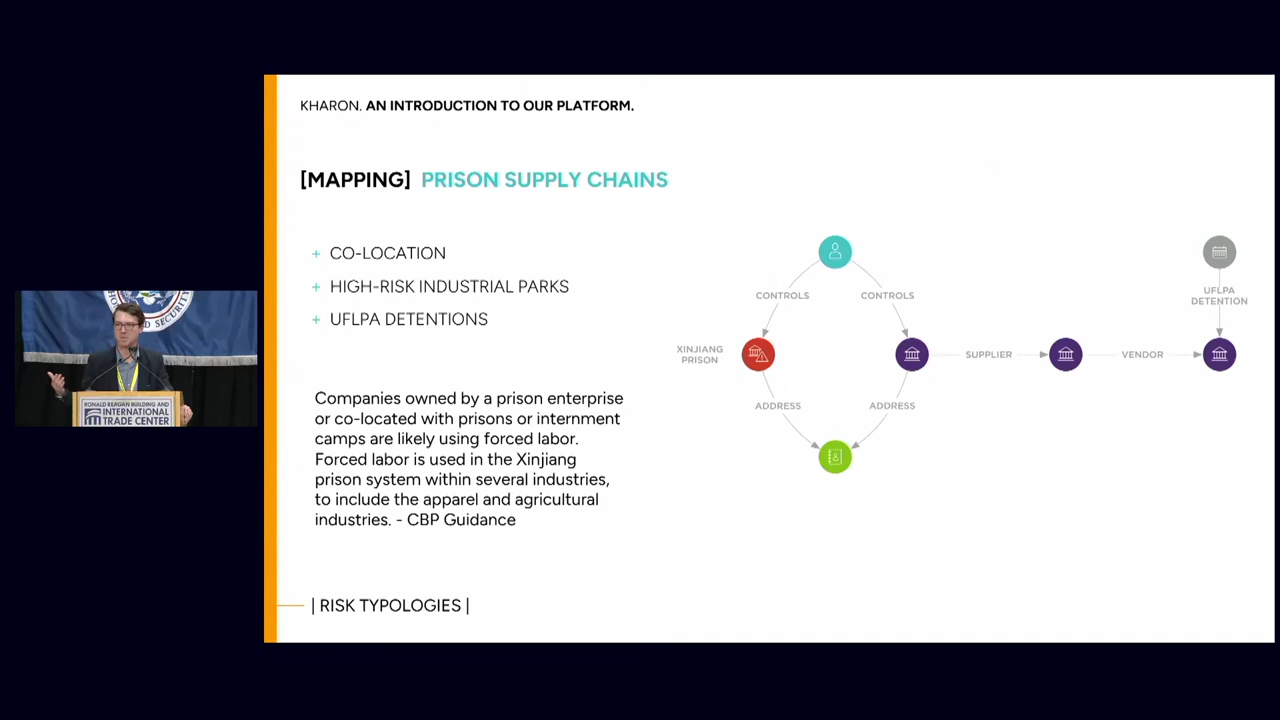 KHARON. AN INTRODUCTION TO OUR PLATFORM.
[MAPPING] PRISON SUPPLY CHAINS
+ CO-LOCATION
+ HIGH-RISK INDUSTRIAL PARKS
+ UFLPA DETENTIONS
Companies owned by a prison enterprise
or co-located with prisons or internment
camps are likely using forced labor.
Forced labor is used in the Xinjiang
prison system within several industries,
to include the apparel and agricultural
industries. - CBP Guidance
| RISK TYPOLOGIES |
CONTROLS
CONTROLS
UFLPA
DETENTION
XINJIANG
PRISON
SUPPLIER
VENDOR
ADDRESS
ADDRESS
RONALD REAGAN BUILDING AND
INTERNATIONAL
TRADE CENTER